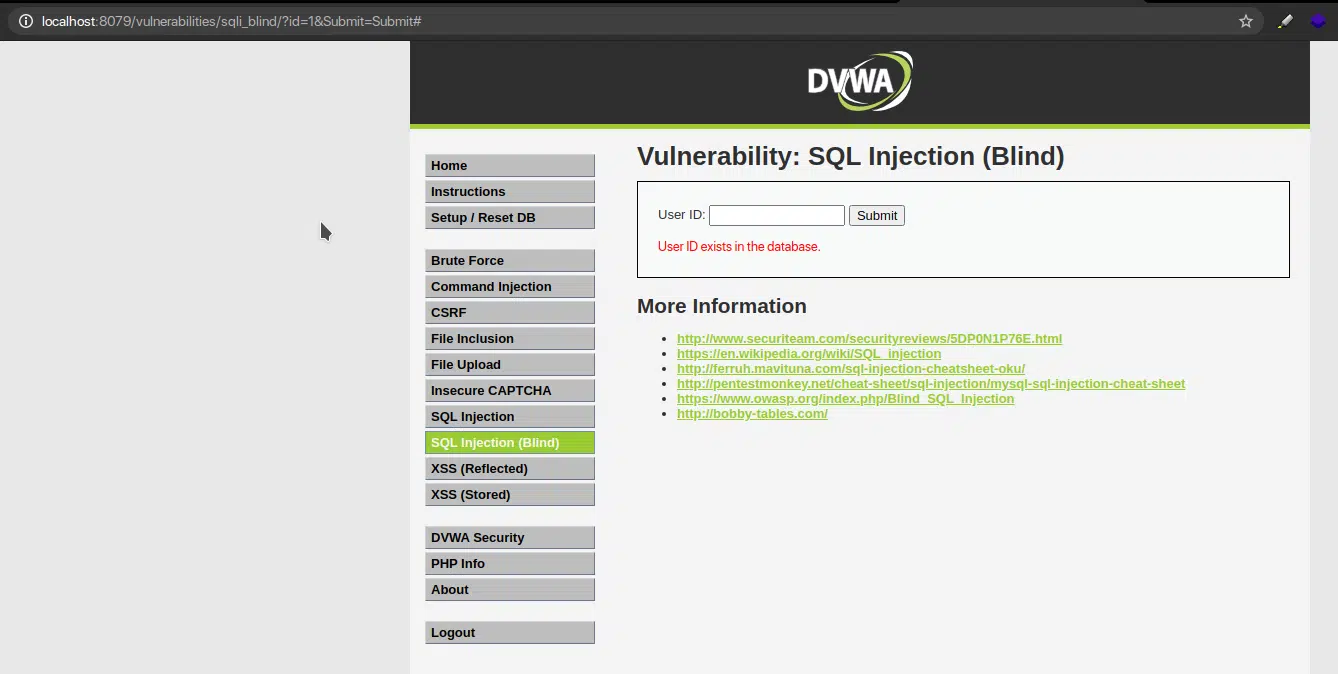 localhost:8079/vulnerabilities/sqli_blind/?id=1&Submit=Submit#
DVWA
Home
Instructions
Setup / Reset DB
Brute Force
Command Injection
CSRF
File Inclusion
File Upload
Insecure CAPTCHA
SQL Injection
SQL Injection (Blind)
XSS (Reflected)
XSS (Stored)
DVWA Security
PHP Info
About
Logout
Vulnerability: SQL Injection (Blind)
User ID: Submit
User ID exists in the database.
More Information
http://www.securiteam.com/securityreviews/5DP0N1P76E.html
https://en.wikipedia.org/wiki/SQL_injection
http://ferruh.mavituna.com/sql-injection-cheatsheet-oku/
http://pentestmonkey.net/cheat-sheet/sql-injection/mysql-sql-injection-cheat-sheet
https://www.owasp.org/index.php/Blind_SQL_Injection
http://bobby-tables.com/